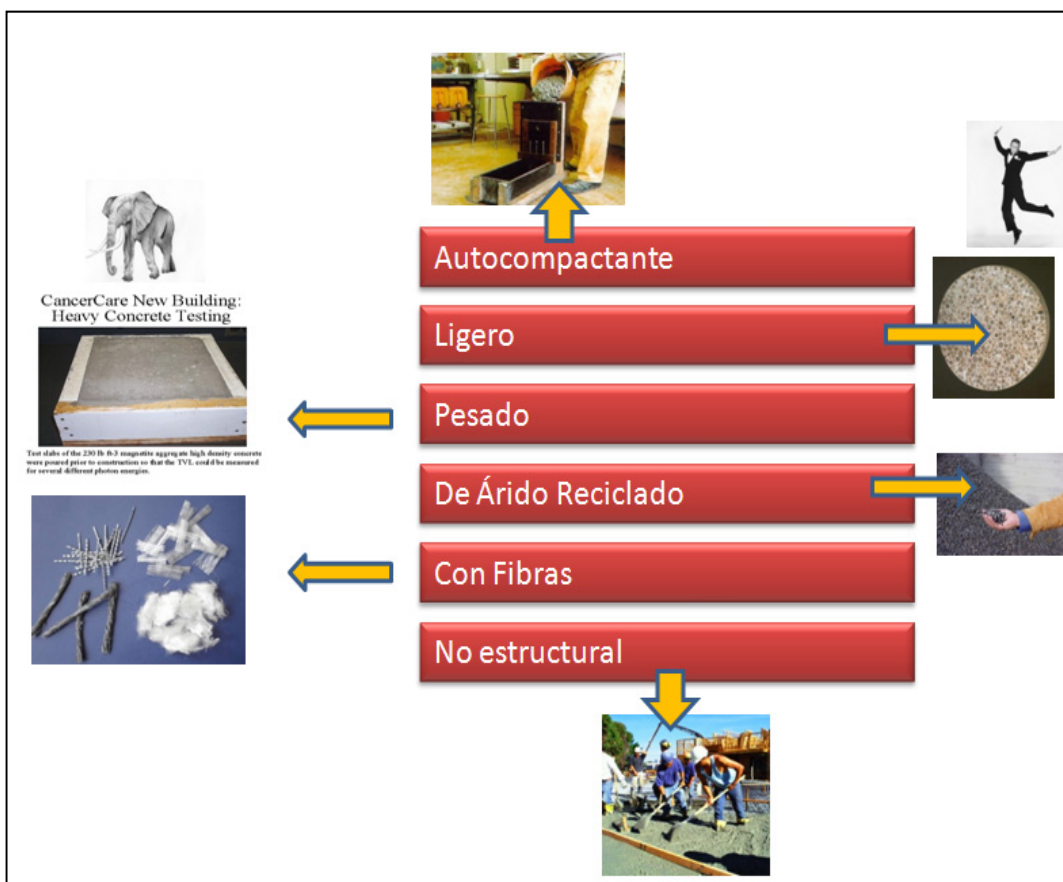 Autocompactante
Ligero
Pesado
De Árido Reciclado
Con Fibras
No estructural
CancerCare New Building:
Heavy Concrete Testing
Test slabs of the 230 lb ft-3 magnetite aggregate high density concrete
were poured prior to construction so that the TVL could be measured
for several different photon energies.